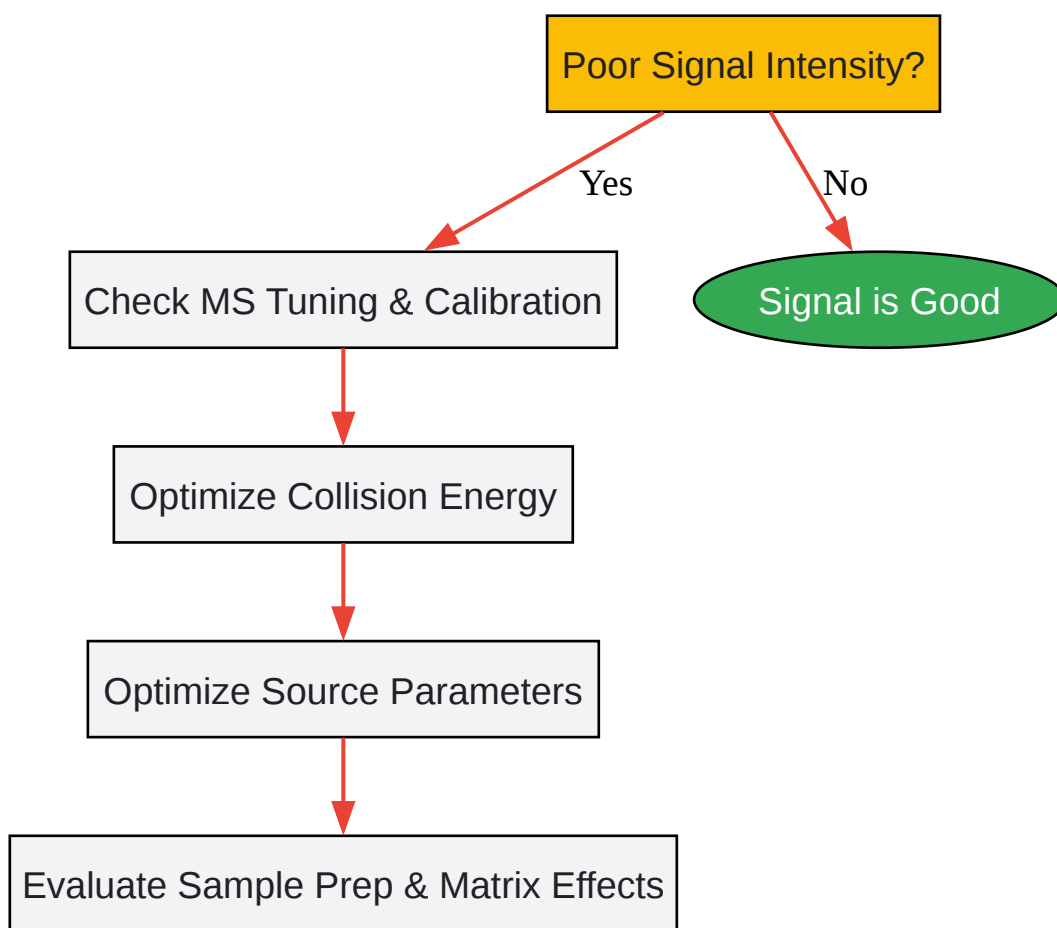 Poor Signal Intensity?
Yes
No
Check MS Tuning & Calibration
Signal is Good
Optimize Collision Energy
Optimize Source Parameters
Evaluate Sample Prep & Matrix Effects